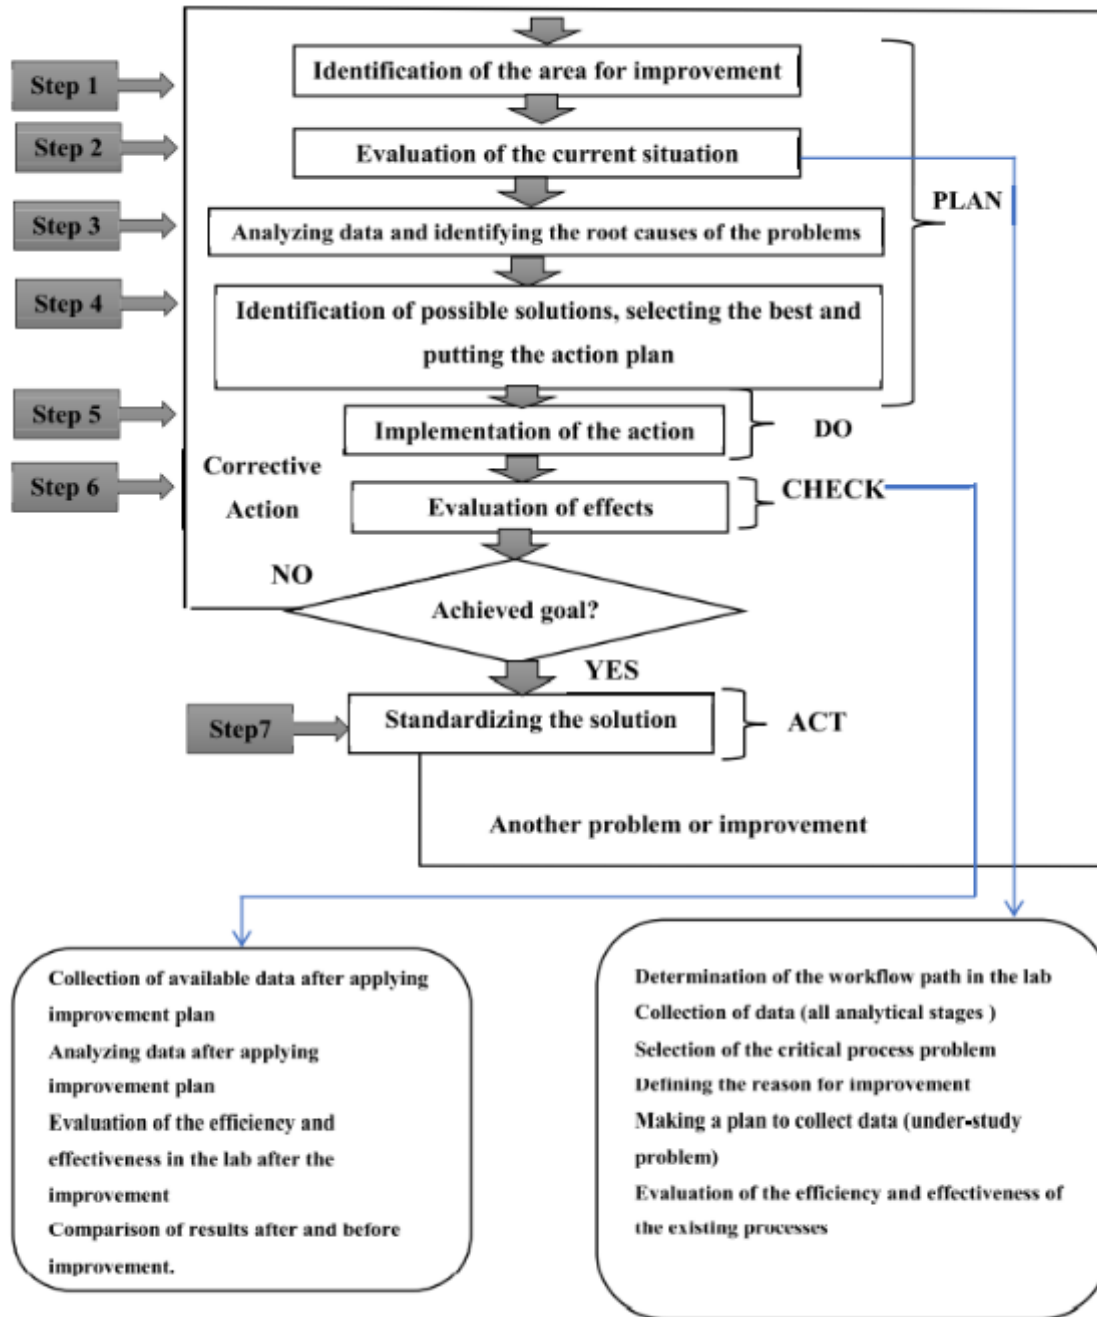 Step 1
Identification of the area for improvement
Step 2
Evaluation of the current situation
PLAN
Step 3
Analyzing data and identifying the root causes of the problems
Step 4
Identification of possible solutions, selecting the best and
putting the action plan
Step 5
Implementation of the action
DO
Corrective
Action
Step 6
Evaluation of effects
CHECK
NO
Achieved goal?
YES
Step7
Standardizing the solution
ACT
Another problem or improvement
Collection of available data after applying
improvement plan
Analyzing data after applying
improvement plan
Evaluation of the efficiency and
effectiveness in the lab after the
improvement
Comparison of results after and before
improvement.
Determination of the workflow path in the lab
Collection of data (all analytical stages )
Selection of the critical process problem
Defining the reason for improvement
Making a plan to collect data (under-study
problem)
Evaluation of the efficiency and effectiveness of
the existing processes